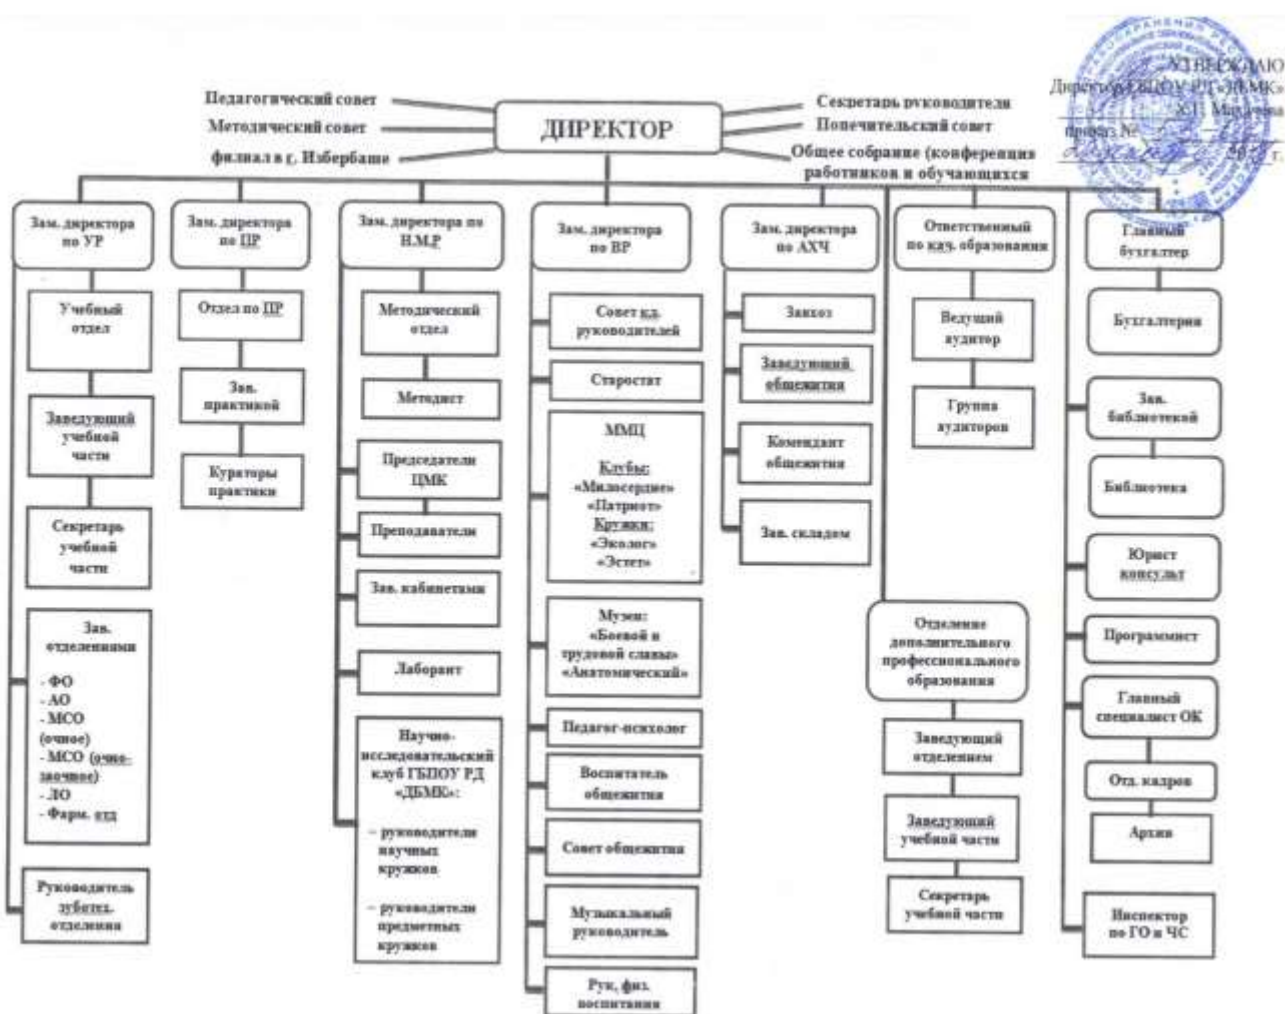 УТВЕРЖДАЮ
Директор ГБПОУ РД «ДБМК»
приказ №
г.
Педагогический совет
Методический совет
филиал в г. Избербаше
ДИРЕКТОР
Секретарь руководителя
Попечительский совет
Общее собрание (конференция
работников и обучающихся
Зам. директора
по УР
Учебный
отдел
Заведующий
учебной
части
Секретарь
учебной
части
Зав.
отделениями
- ФО
- АО
- МСО
(очное)
- МСО (очно-
заочное)
- ЛО
- Фарм. отд
Руководитель
зуботех.
отделения
Зам. директора
по ПР
Отдел по ПР
Зав.
практикой
Кураторы
практики
Зам. директора по
Н.М.Р
Методический
отдел
Методист
Председатели
ЦМК
Преподаватели
Зав. кабинетами
Лаборант
Научно-
исследовательский
клуб ГБПОУ РД
«ДБМК»:
– руководители
научных
кружков
– руководители
предметных
кружков
Зам. директора
по ВР
Совет кл.
руководителей
Старостат
ММЦ
Клубы:
«Милосердие»
«Патриот»
Кружки:
«Эколог»
«Эстет»
Музеи:
«Боевой и
трудовой славы»
«Анатомический»
Педагог-психолог
Воспитатель
общежития
Совет общежития
Музыкальный
руководитель
Рук. физ.
воспитания
Зам. директора
по АХЧ
Завхоз
Заведующий
общежития
Комендант
общежития
Зав. складом
Ответственный
по кач. образования
Ведущий
аудитор
Группа
аудиторов
Отделение
дополнительного
профессионального
образования
Заведующий
отделением
Заведующий
учебной части
Секретарь
учебной части
Главный
бухгалтер
Бухгалтерия
Зав.
библиотекой
Библиотека
Юрист
консульт
Программист
Главный
специалист ОК
Отд. кадров
Архив
Инспектор
по ГО и ЧС